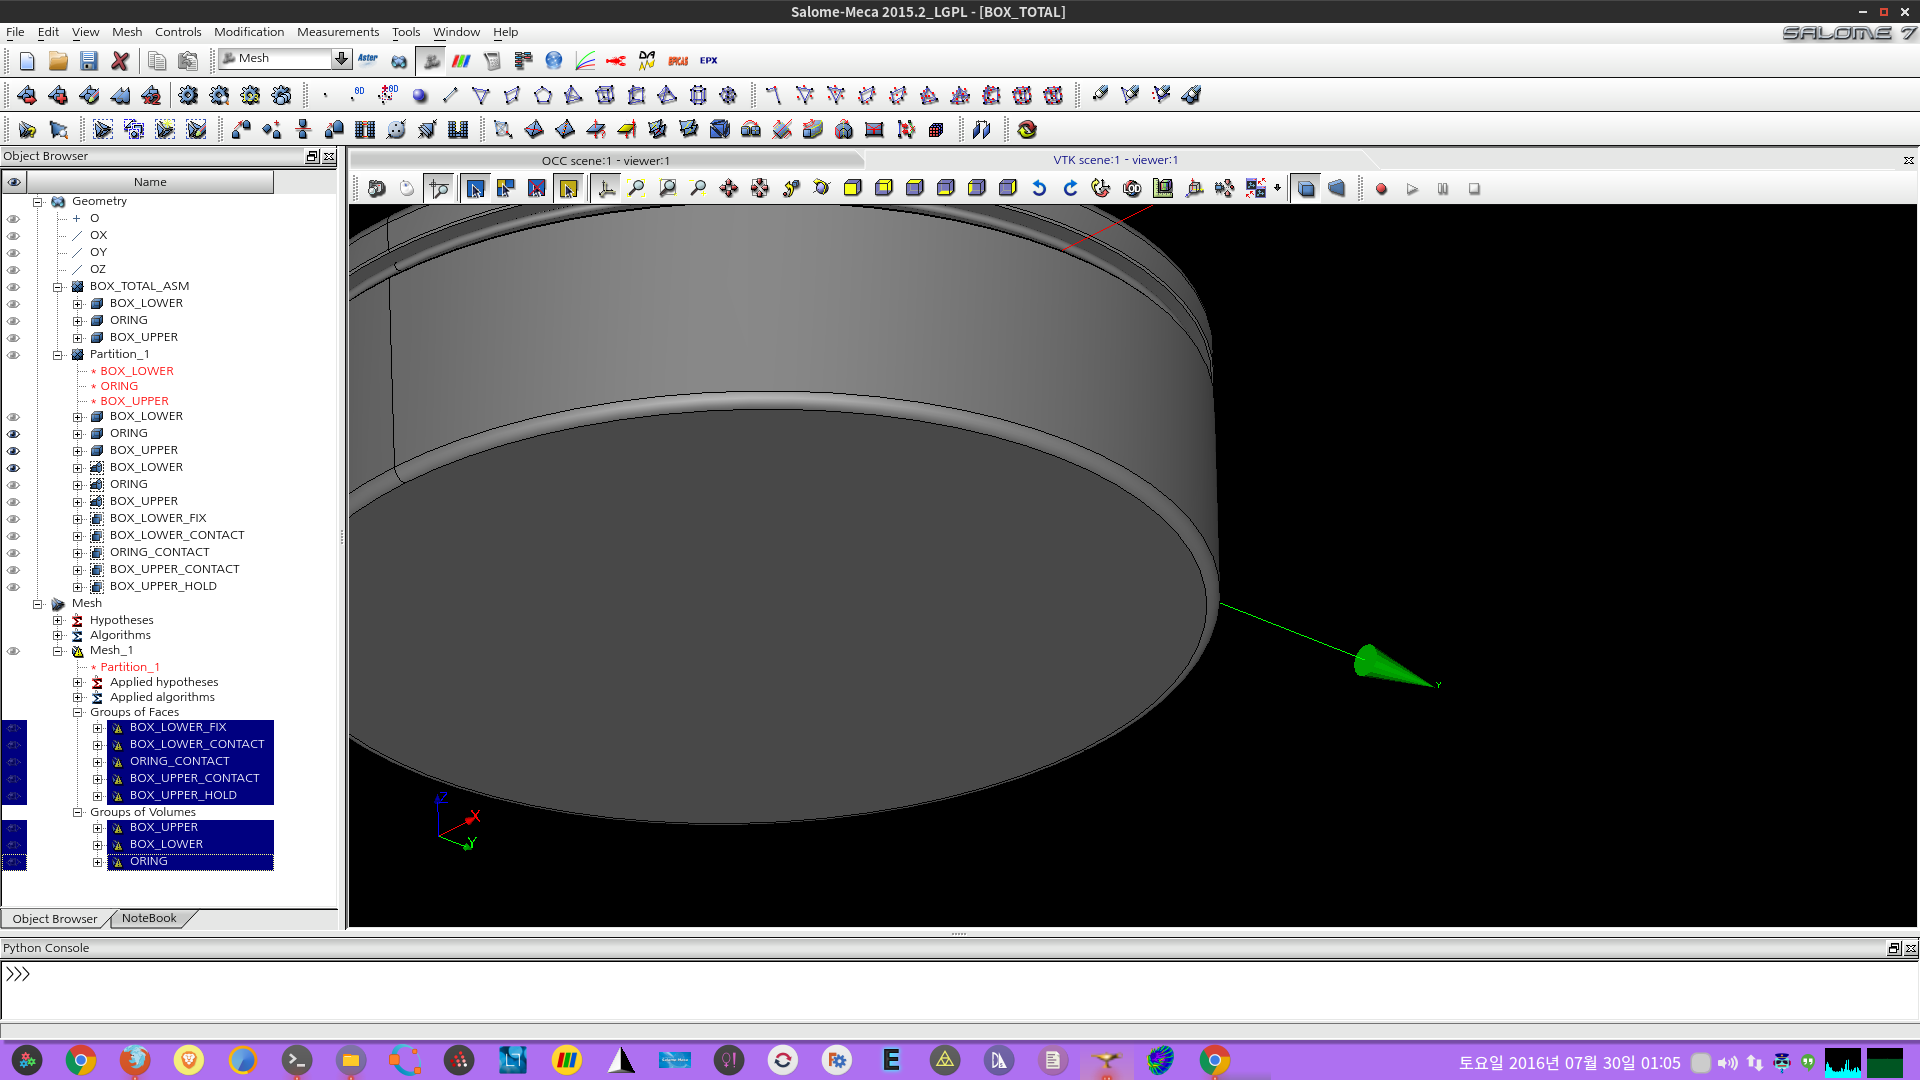 Salome-Meca 2015.2_LGPL - [BOX_TOTAL]
File Edit View Mesh Controls Modification Measurements Tools Window Help
SALOME 7
Mesh
Aster
EFICAS
EPX
0D
0D
Object Browser
OCC scene:1 - viewer:1
VTK scene:1 - viewer:1
Name
LOD
Geometry
O
OX
OY
OZ
BOX_TOTAL_ASM
BOX_LOWER
ORING
BOX_UPPER
Partition_1
* BOX_LOWER
* ORING
* BOX_UPPER
BOX_LOWER
ORING
BOX_UPPER
BOX_LOWER
ORING
BOX_UPPER
BOX_LOWER_FIX
BOX_LOWER_CONTACT
ORING_CONTACT
BOX_UPPER_CONTACT
BOX_UPPER_HOLD
Mesh
Hypotheses
Algorithms
Mesh_1
* Partition_1
Applied hypotheses
Applied algorithms
Groups of Faces
BOX_LOWER_FIX
BOX_LOWER_CONTACT
ORING_CONTACT
BOX_UPPER_CONTACT
BOX_UPPER_HOLD
Groups of Volumes
BOX_UPPER
BOX_LOWER
ORING
Y
Z
X
Y
Object Browser
NoteBook
Python Console
>>>
토요일 2016년 07월 30일 01:05